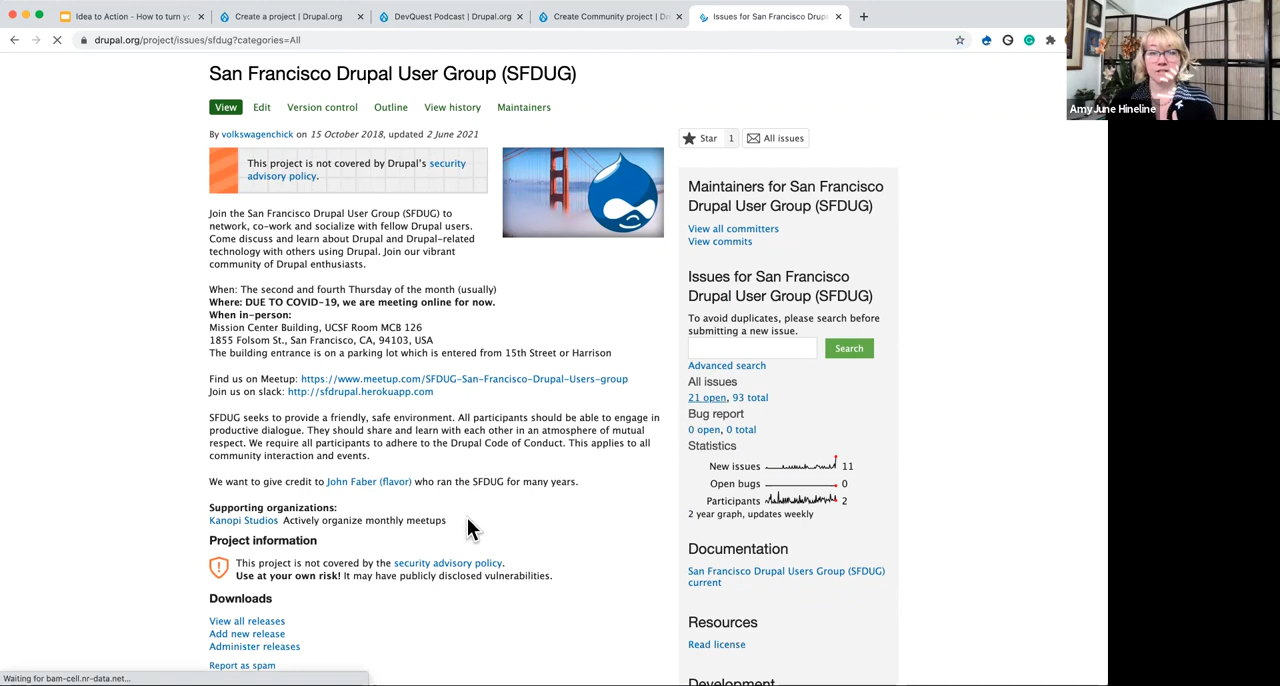 Idea to Action - How to turn yo
Create a project | Drupal.org
DevQuest Podcast | Drupal.org
Create Community project | Dr
Issues for San Francisco Drupa
drupal.org/project/issues/sfdug?categories=All
AmyJune Hineline
San Francisco Drupal User Group (SFDUG)
View Edit Version control Outline View history Maintainers
By volkswagenchick on 15 October 2018, updated 2 June 2021
This project is not covered by Drupal's security
advisory policy.
Join the San Francisco Drupal User Group (SFDUG) to
network, co-work and socialize with fellow Drupal users.
Come discuss and learn about Drupal and Drupal-related
technology with others using Drupal. Join our vibrant
community of Drupal enthusiasts.
When: The second and fourth Thursday of the month (usually)
Where: DUE TO COVID-19, we are meeting online for now.
When in-person:
Mission Center Building, UCSF Room MCB 126
1855 Folsom St., San Francisco, CA, 94103, USA
The building entrance is on a parking lot which is entered from 15th Street or Harrison
Find us on Meetup: https://www.meetup.com/SFDUG-San-Francisco-Drupal-Users-group
Join us on slack: http://sfdrupal.herokuapp.com
SFDUG seeks to provide a friendly, safe environment. All participants should be able to engage in
productive dialogue. They should share and learn with each other in an atmosphere of mutual
respect. We require all participants to adhere to the Drupal Code of Conduct. This applies to all
community interaction and events.
We want to give credit to John Faber (flavor) who ran the SFDUG for many years.
Supporting organizations:
Kanopi Studios Actively organize monthly meetups
Project information
This project is not covered by the security advisory policy.
Use at your own risk! It may have publicly disclosed vulnerabilities.
Downloads
View all releases
Add new release
Administer releases
Report as spam
Waiting for bam-cell.nr-data.net...
Star 1 All issues
Maintainers for San Francisco
Drupal User Group (SFDUG)
View all committers
View commits
Issues for San Francisco
Drupal User Group (SFDUG)
To avoid duplicates, please search before
submitting a new issue.
Search
Advanced search
All issues
21 open, 93 total
Bug report
0 open, 0 total
Statistics
New issues 11
Open bugs 0
Participants 2
2 year graph, updates weekly
Documentation
San Francisco Drupal Users Group (SFDUG)
current
Resources
Read license
Development